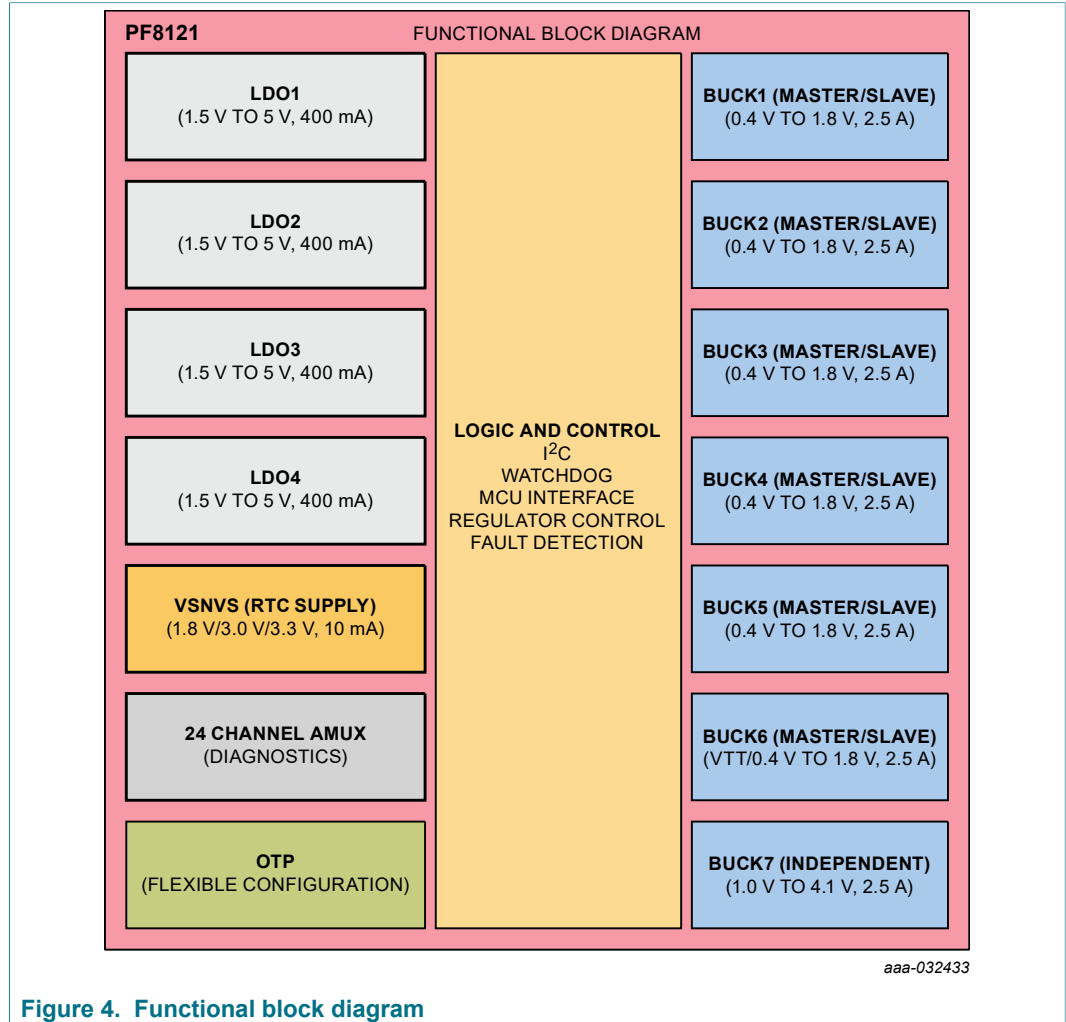 PF8121
FUNCTIONAL BLOCK DIAGRAM
LDO1
(1.5 V TO 5 V, 400 mA)
LDO2
(1.5 V TO 5 V, 400 mA)
LDO3
(1.5 V TO 5 V, 400 mA)
LDO4
(1.5 V TO 5 V, 400 mA)
VSNVS (RTC SUPPLY)
(1.8 V/3.0 V/3.3 V, 10 mA)
24 CHANNEL AMUX
(DIAGNOSTICS)
OTP
(FLEXIBLE CONFIGURATION)
LOGIC AND CONTROL
I2C
WATCHDOG
MCU INTERFACE
REGULATOR CONTROL
FAULT DETECTION
BUCK1 (MASTER/SLAVE)
(0.4 V TO 1.8 V, 2.5 A)
BUCK2 (MASTER/SLAVE)
(0.4 V TO 1.8 V, 2.5 A)
BUCK3 (MASTER/SLAVE)
(0.4 V TO 1.8 V, 2.5 A)
BUCK4 (MASTER/SLAVE)
(0.4 V TO 1.8 V, 2.5 A)
BUCK5 (MASTER/SLAVE)
(0.4 V TO 1.8 V, 2.5 A)
BUCK6 (MASTER/SLAVE)
(VTT/0.4 V TO 1.8 V, 2.5 A)
BUCK7 (INDEPENDENT)
(1.0 V TO 4.1 V, 2.5 A)
aaa-032433
Figure 4. Functional block diagram